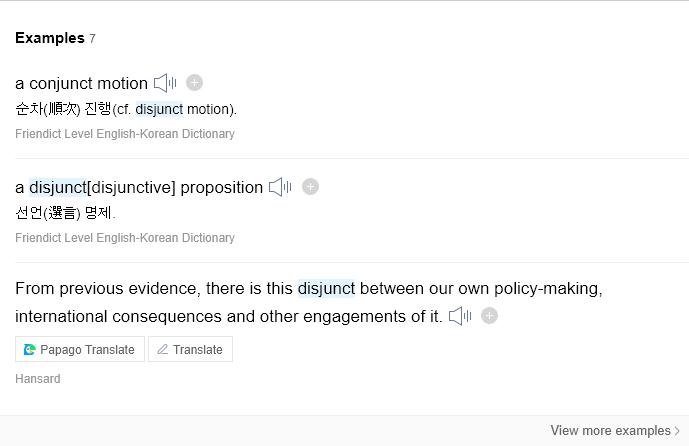 Examples 7
a conjunct motion
순차(順次) 진행(cf. disjunct motion).
Friendict Level English-Korean Dictionary
a disjunct[disjunctive] proposition
선언(選言) 명제.
Friendict Level English-Korean Dictionary
From previous evidence, there is this disjunct between our own policy-making,
international consequences and other engagements of it.
Papago Translate Translate
Hansard
View more examples